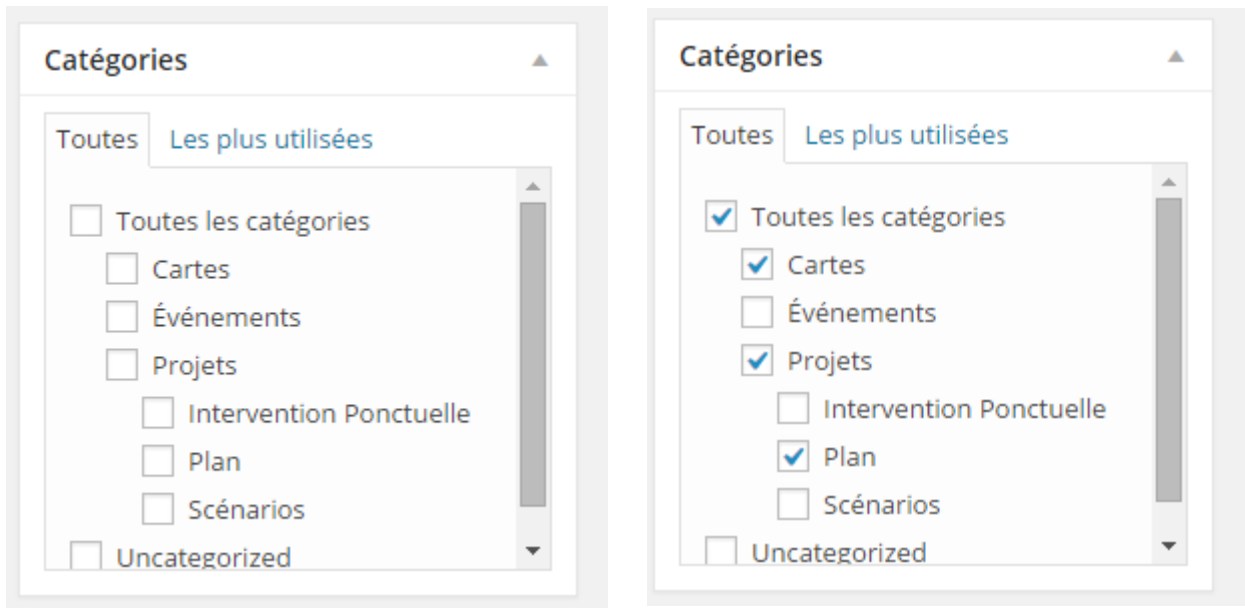 Catégories
Toutes Les plus utilisées
Toutes les catégories
Cartes
Événements
Projets
Intervention Ponctuelle
Plan
Scénarios
Uncategorized
Catégories
Toutes Les plus utilisées
Toutes les catégories
Cartes
Événements
Projets
Intervention Ponctuelle
Plan
Scénarios
Uncategorized